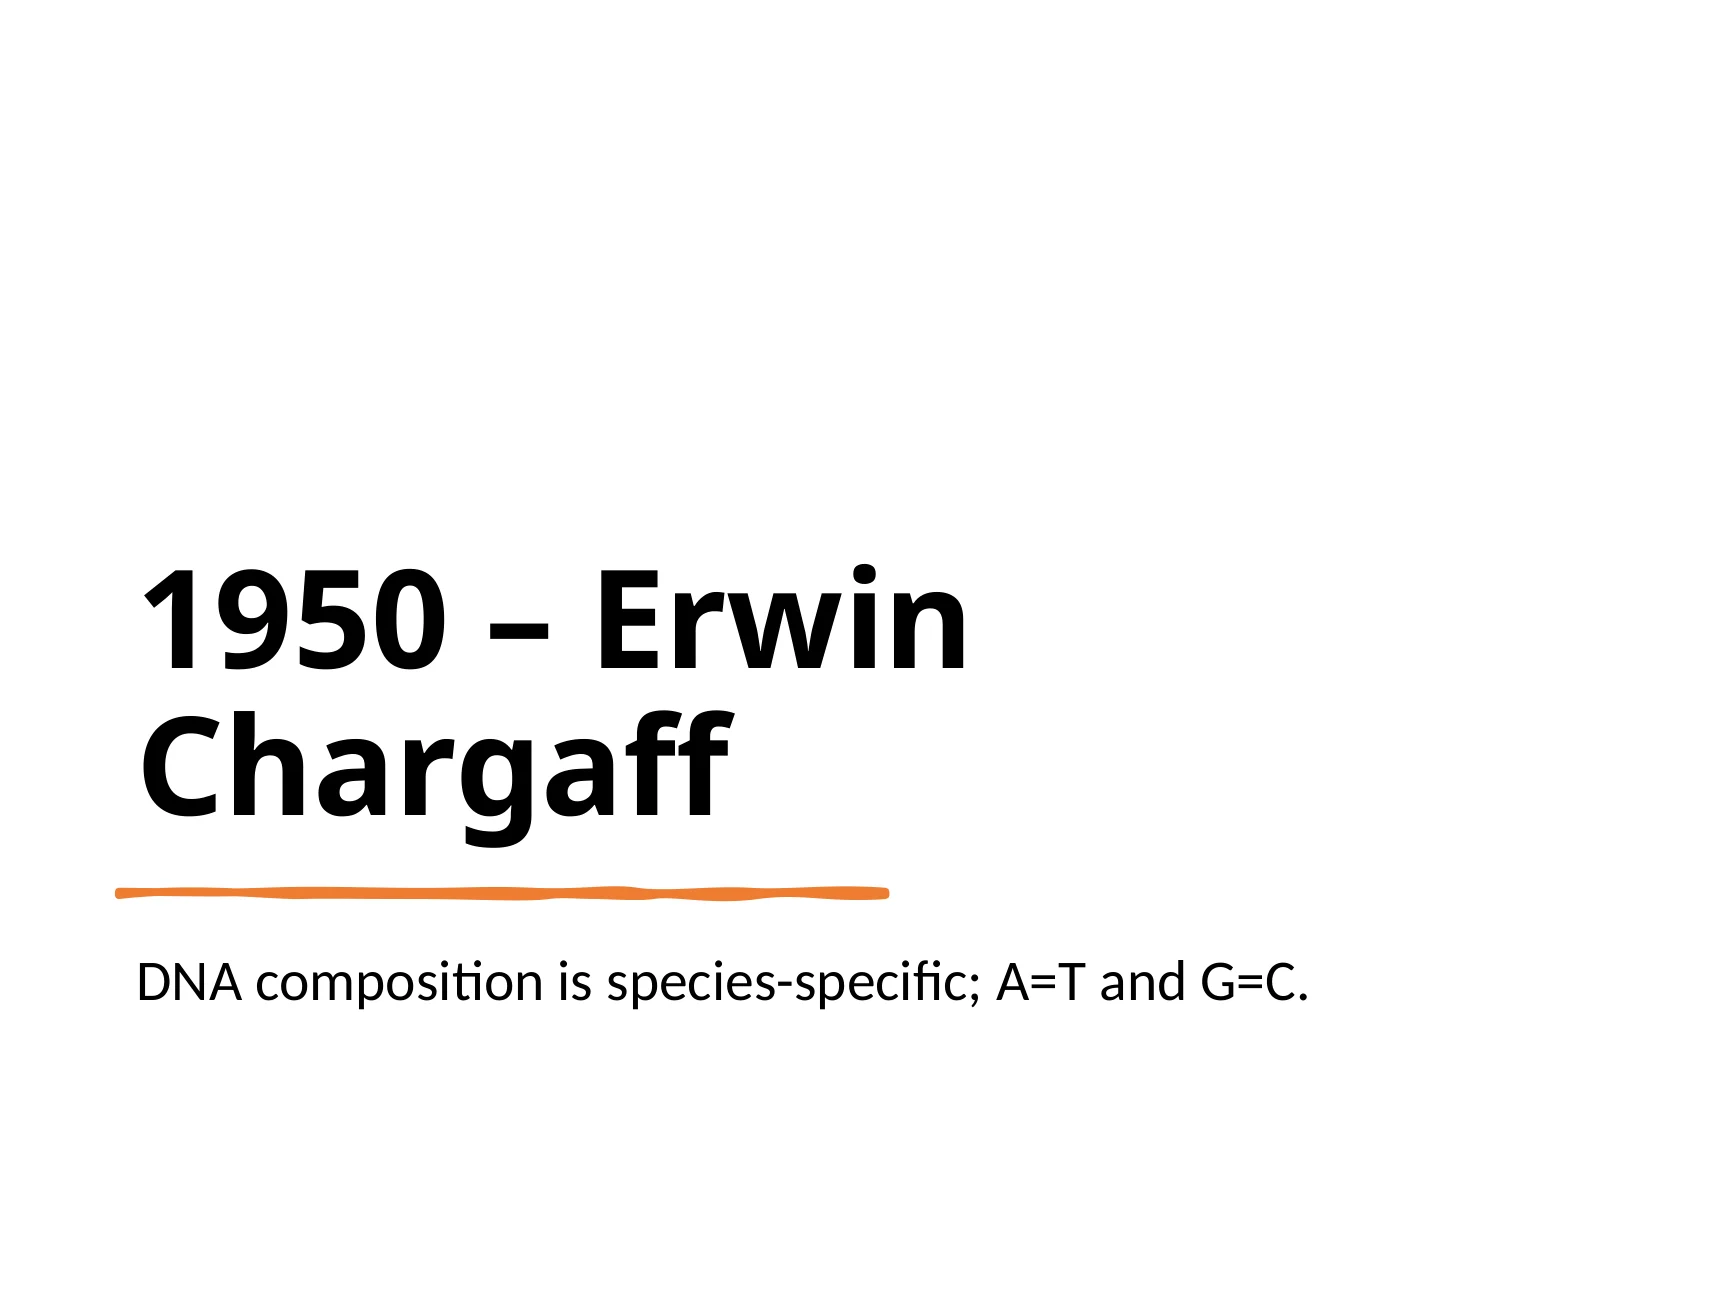 1950 – Erwin
Chargaff
DNA composition is species-specific; A=T and G=C.